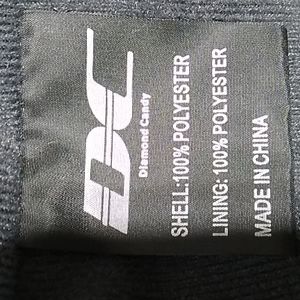 DC
Diamond Candy
SHELL:100% POLYESTER
LINING: 100% POLYESTER
MADE IN CHINA